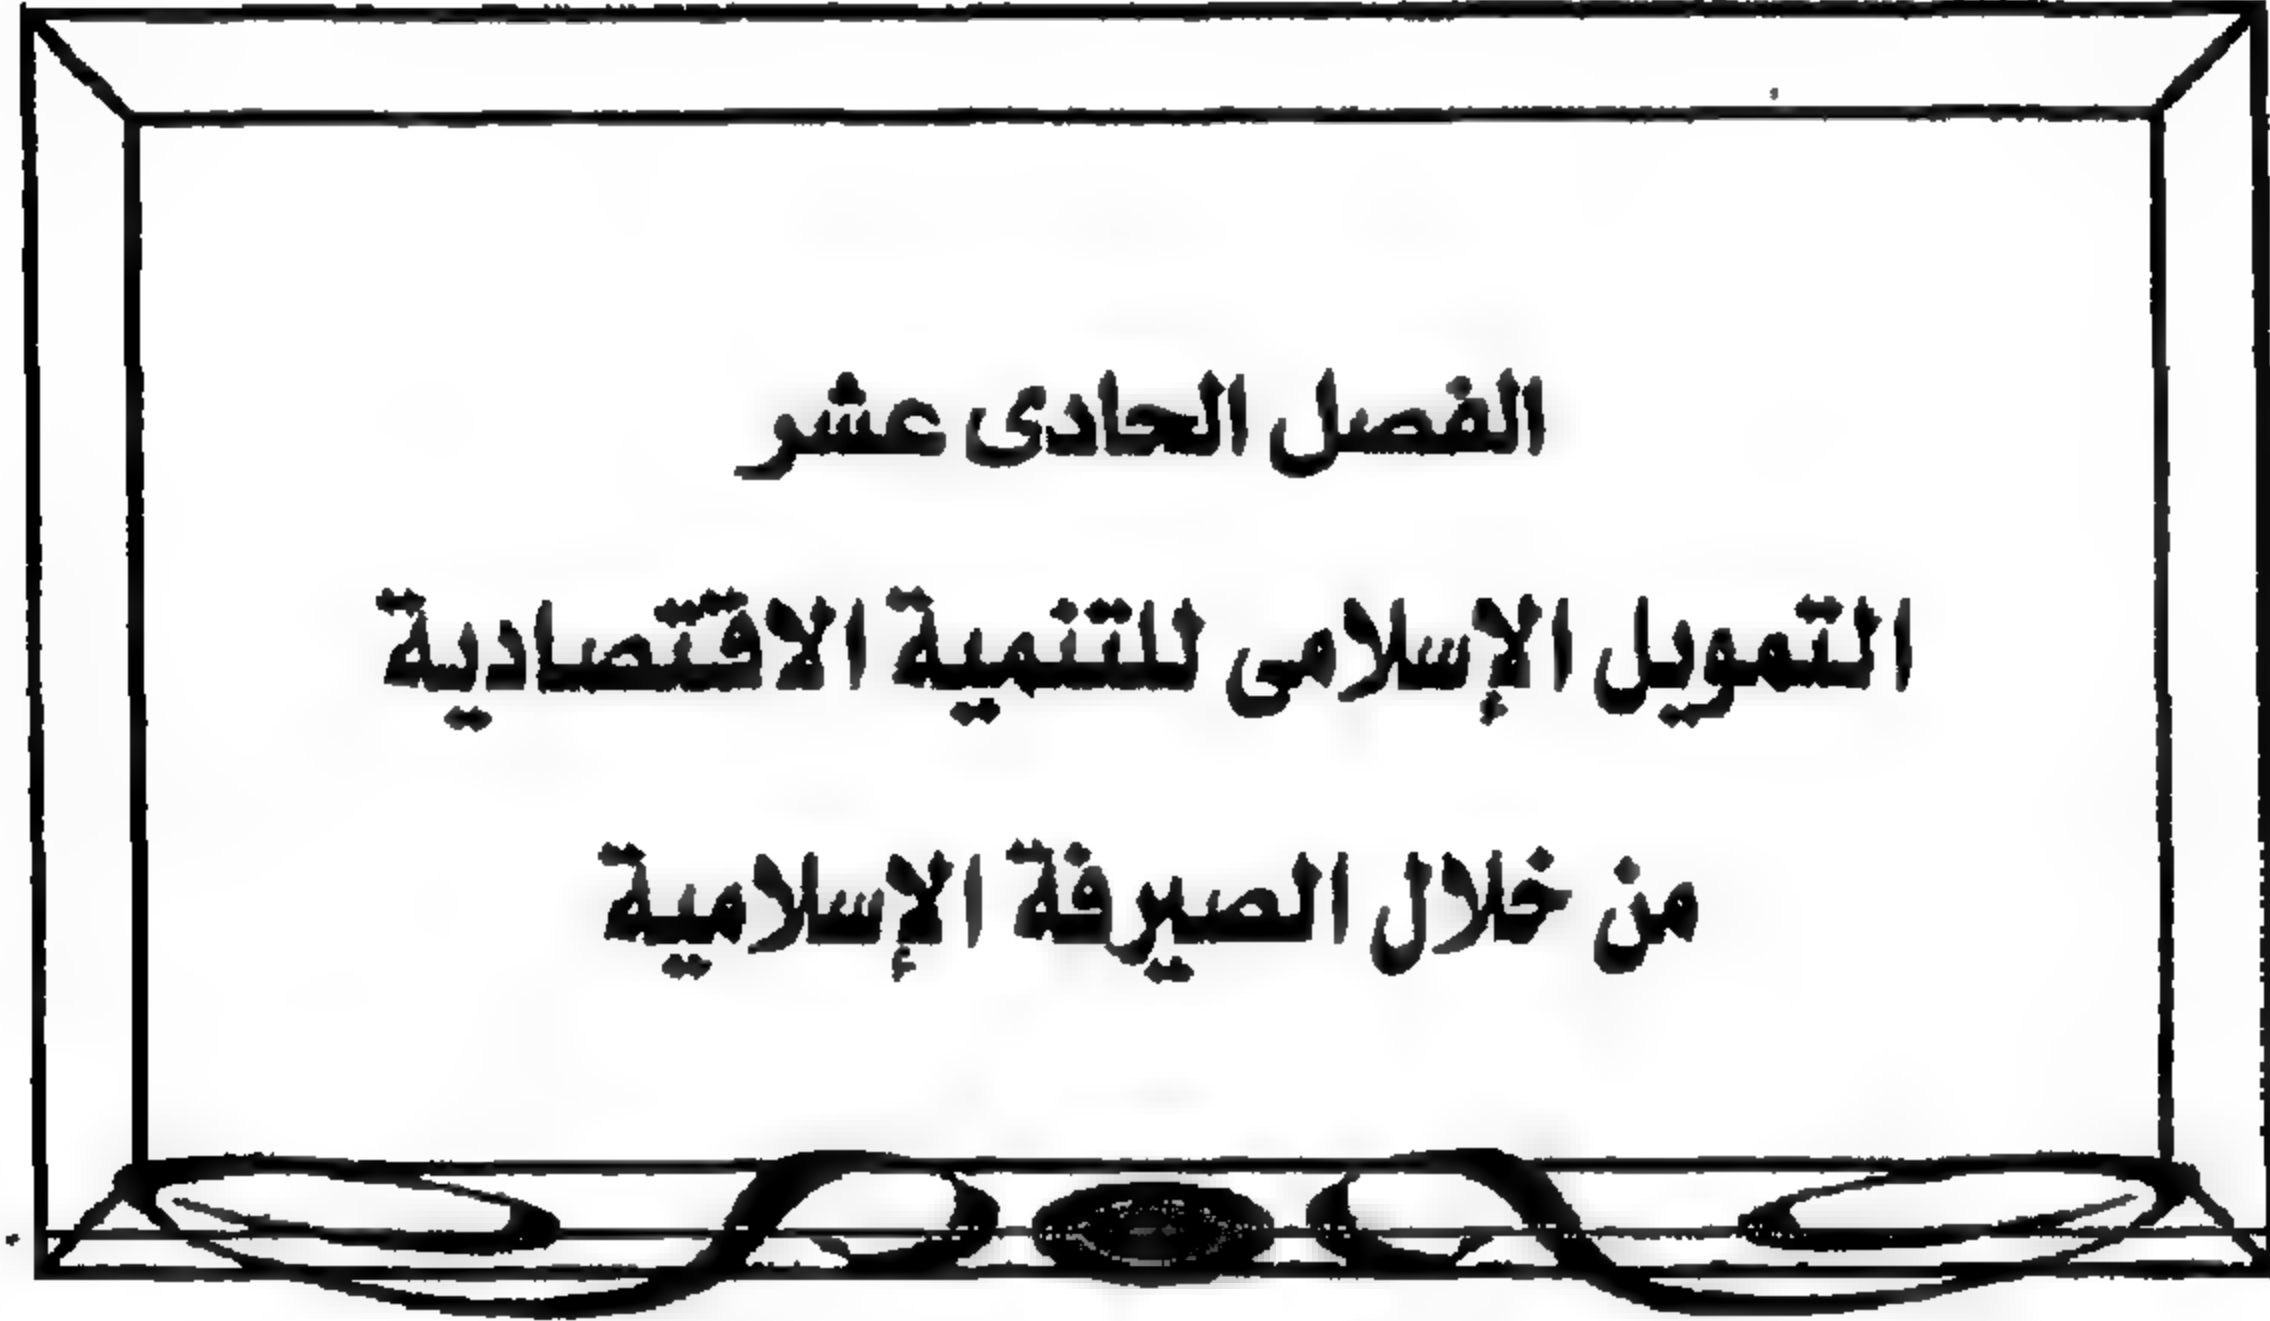 الفصل الحادى عشر
التمويل الإسلامى للتنمية الاقتصادية
من خلال الصيرفة الإسلامية